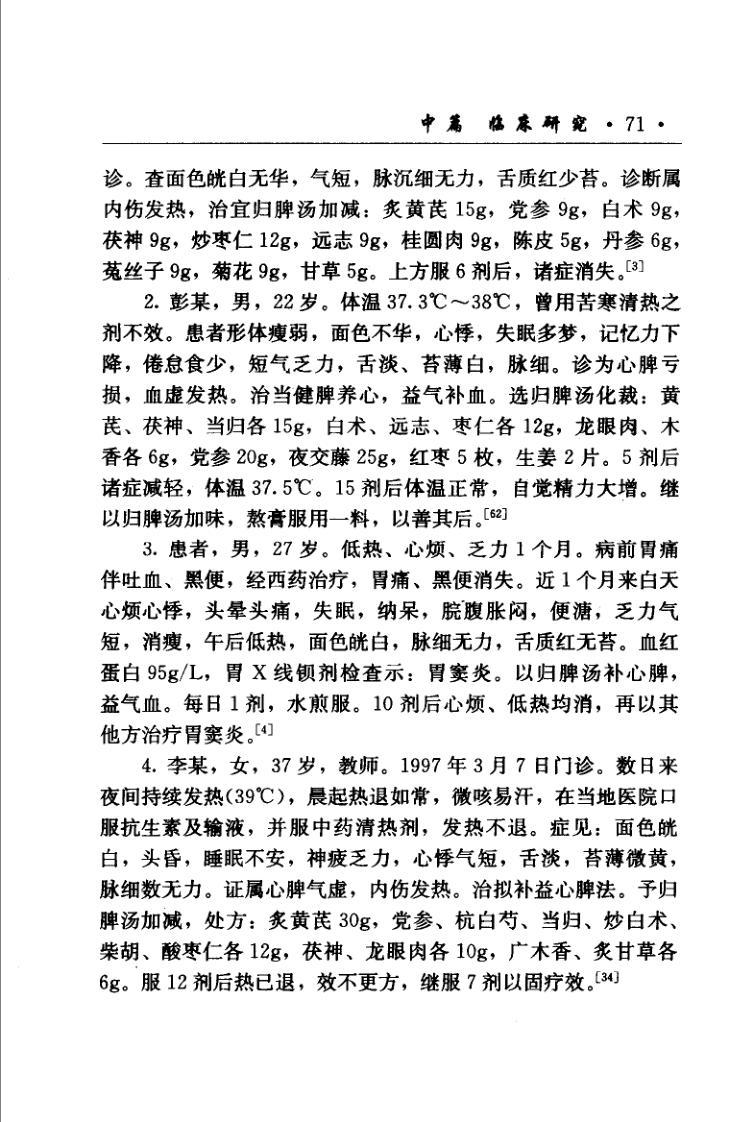 中篇 临床研究 · 71 ·
诊。查面色㿠白无华，气短，脉沉细无力，舌质红少苔。诊断属
内伤发热，治宜归脾汤加减：炙黄芪 15g，党参 9g，白术 9g，
茯神 9g，炒枣仁 12g，远志 9g，桂圆肉 9g，陈皮 5g，丹参 6g，
菟丝子 9g，菊花 9g，甘草 5g。上方服 6 剂后，诸症消失。[3]
2. 彭某，男，22 岁。体温 37.3℃～38℃，曾用苦寒清热之
剂不效。患者形体瘦弱，面色不华，心悸，失眠多梦，记忆力下
降，倦怠食少，短气乏力，舌淡、苔薄白，脉细。诊为心脾亏
损，血虚发热。治当健脾养心，益气补血。选归脾汤化裁：黄
芪、茯神、当归各 15g，白术、远志、枣仁各 12g，龙眼肉、木
香各 6g，党参 20g，夜交藤 25g，红枣 5 枚，生姜 2 片。5 剂后
诸症减轻，体温 37.5℃。15 剂后体温正常，自觉精力大增。继
以归脾汤加味，熬膏服用一料，以善其后。[62]
3. 患者，男，27 岁。低热、心烦、乏力 1 个月。病前胃痛
伴吐血、黑便，经西药治疗，胃痛、黑便消失。近 1 个月来白天
心烦心悸，头晕头痛，失眠，纳呆，脘腹胀闷，便溏，乏力气
短，消瘦，午后低热，面色㿠白，脉细无力，舌质红无苔。血红
蛋白 95g/L，胃 X 线钡剂检查示：胃窦炎。以归脾汤补心脾，
益气血。每日 1 剂，水煎服。10 剂后心烦、低热均消，再以其
他方治疗胃窦炎。[4]
4. 李某，女，37 岁，教师。1997 年 3 月 7 日门诊。数日来
夜间持续发热(39℃)，晨起热退如常，微咳易汗，在当地医院口
服抗生素及输液，并服中药清热剂，发热不退。症见：面色㿠
白，头昏，睡眠不安，神疲乏力，心悸气短，舌淡，苔薄微黄，
脉细数无力。证属心脾气虚，内伤发热。治拟补益心脾法。予归
脾汤加减，处方：炙黄芪 30g，党参、杭白芍、当归、炒白术、
柴胡、酸枣仁各 12g，茯神、龙眼肉各 10g，广木香、炙甘草各
6g。服 12 剂后热已退，效不更方，继服 7 剂以固疗效。[34]